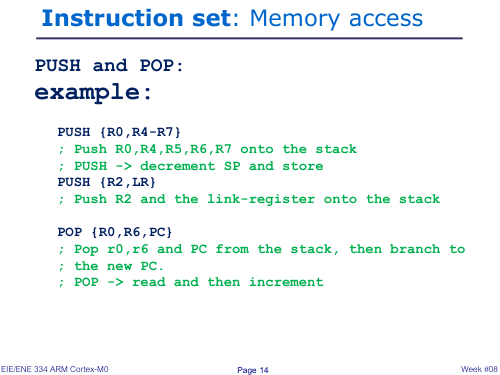 Instruction set: Memory access
PUSH and POP:
example:
PUSH {R0,R4-R7}
; Push R0,R4,R5,R6,R7 onto the stack
; PUSH -> decrement SP and store
PUSH {R2,LR}
; Push R2 and the link-register onto the stack
POP {R0,R6,PC}
; Pop r0,r6 and PC from the stack, then branch to
; the new PC.
; POP -> read and then increment
EIE/ENE 334 ARM Cortex-M0 Page 14 Week #08